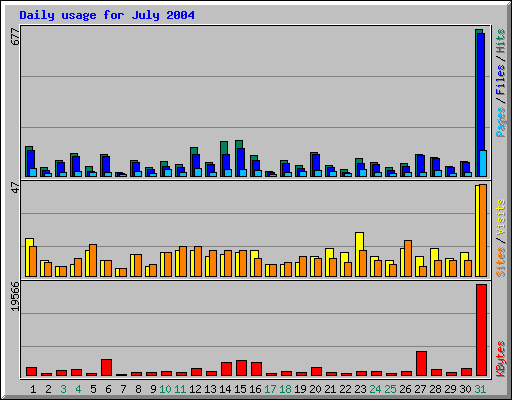 Daily usage for July 2004
677
Pages / Files / Hits
47
Sites / Visits
19566
KBytes
1 2 3 4 5 6 7 8 9 10 11 12 13 14 15 16 17 18 19 20 21 22 23 24 25 26 27 28 29 30 31